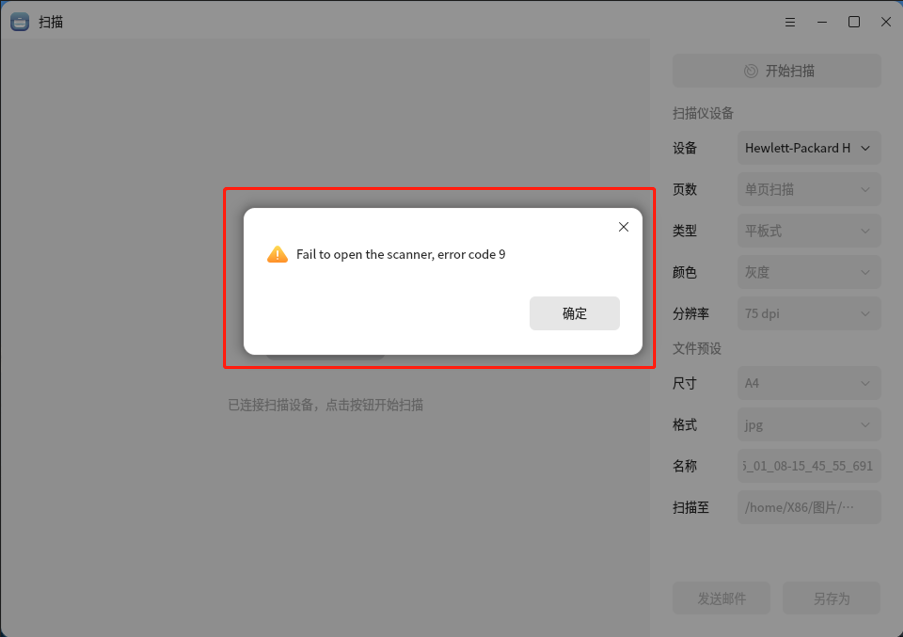 扫描
开始扫描
扫描仪设备
设备 Hewlett-Packard H
页数 单页扫描
类型 平板式
Fail to open the scanner, error code 9
颜色 灰度
确定
分辨率 75 dpi
文件预设
尺寸 A4
已连接扫描设备，点击按钮开始扫描
格式 jpg
名称 _01_08-15_45_55_691
扫描至 /home/X86/图片/…
发送邮件 另存为